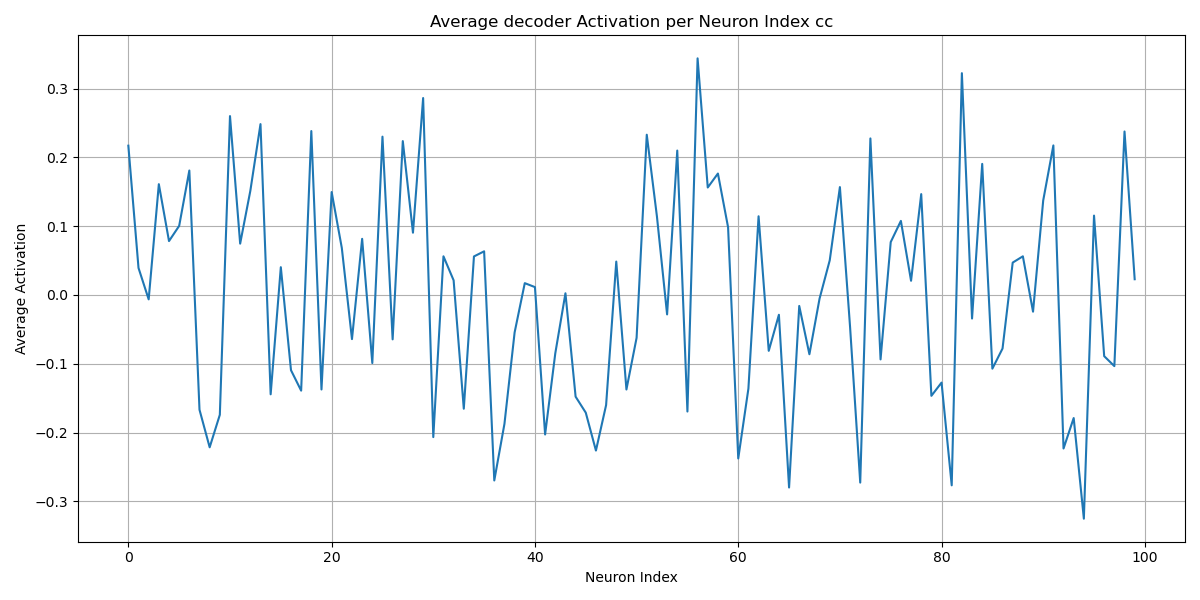 Average decoder Activation per Neuron Index cc
Average Activation
0.3
0.2
0.1
0.0
−0.1
−0.2
−0.3
0 20 40 60 80 100
Neuron Index